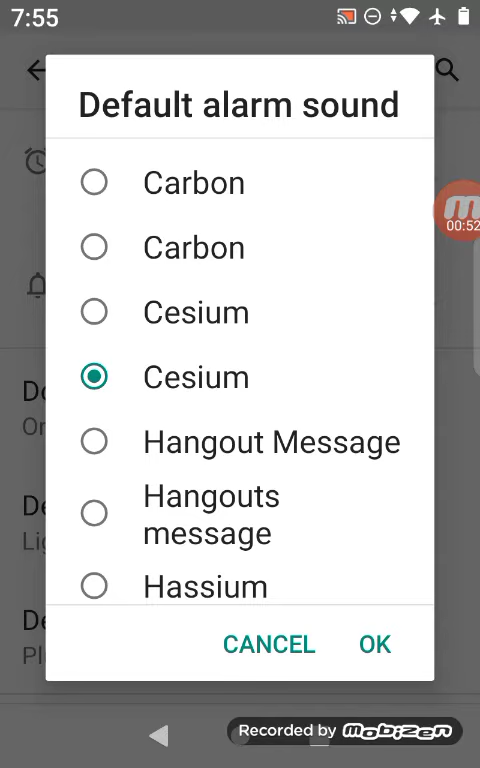 7:55
Default alarm sound
Carbon
00:52
Carbon
Cesium
Cesium
Hangout Message
Hangouts
message
Hassium
CANCEL OK
Recorded by mobizen